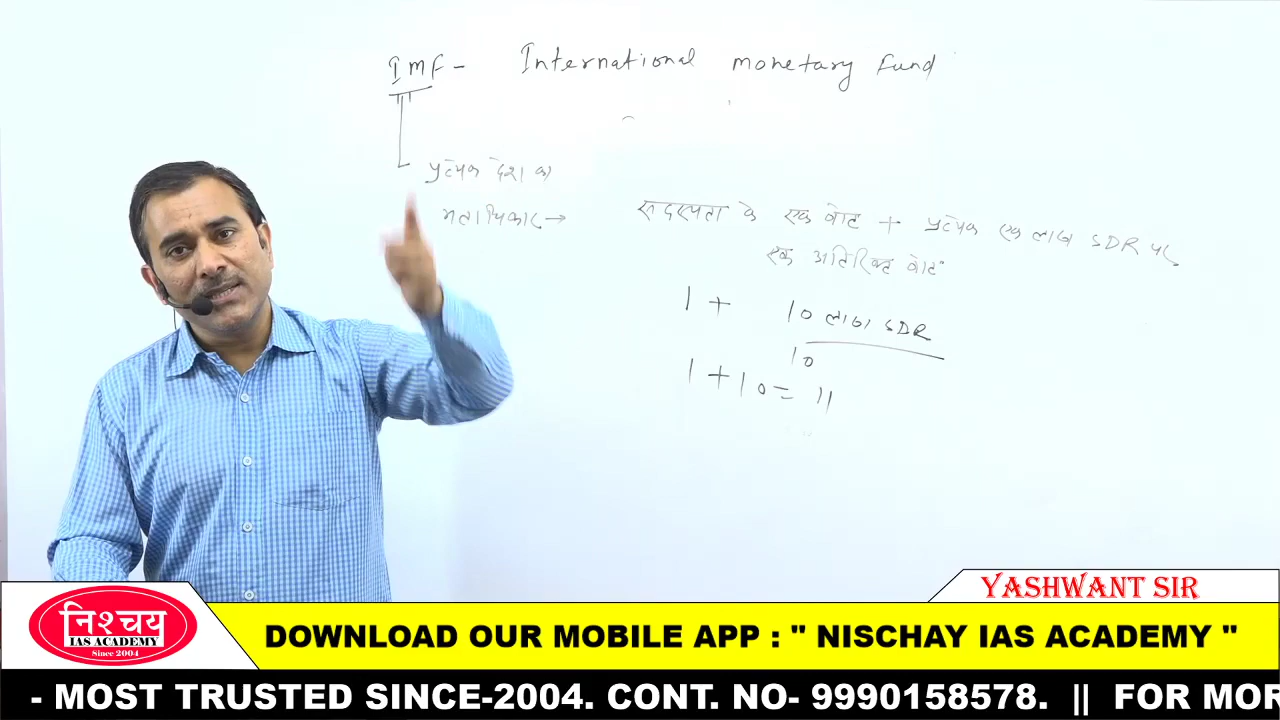 IMF - International monetary Fund
प्रत्येक देश का
मताधिकार →
सदस्यता के एक वोट + प्रत्येक एक लाख SDR पर
एक अतिरिक्त वोट"
1 + 10 लाख SDR
10
1 + 10 = 11
YASHWANT SIR
निश्चय
IAS ACADEMY
Since 2004
DOWNLOAD OUR MOBILE APP : " NISCHAY IAS ACADEMY "
- MOST TRUSTED SINCE-2004. CONT. NO- 9990158578. || FOR MOR